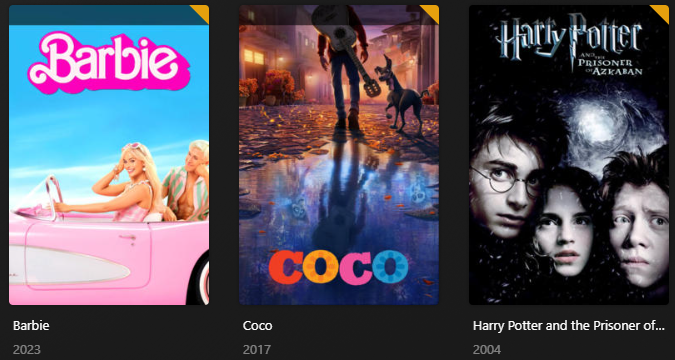 Barbie
Harry Potter
AND THE
PRISONER
OF
AZKABAN
COCO
Barbie
Coco
Harry Potter and the Prisoner of...
2023
2017
2004